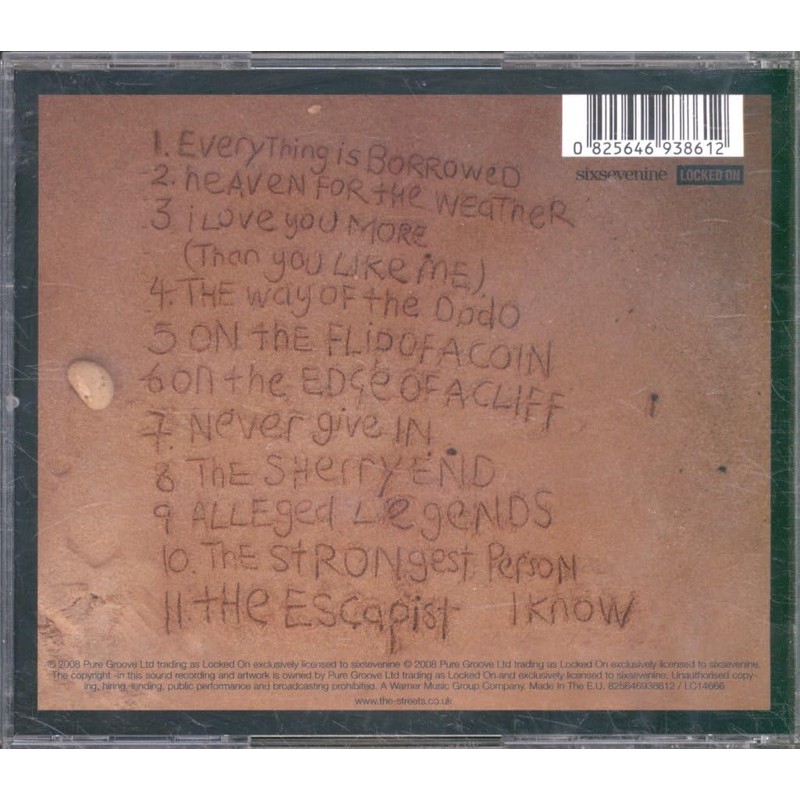 0 825646 938612
sixsevenine LOCKED ON
1. EveryThing is BORROWED
2. heaven FOR the WEATHER
3 i LOVE you MORE
(Than you LIKE ME).
4. THE way OF the DodO
5 ON thE FLIP OF A COIN
6 on the EDGE OF A CLIFF
7. Never give IN
8 THE SHerry END
9 ALLEged LegENDS
10. The STRONgest Person
11. tHe EScapist I know
℗ 2008 Pure Groove Ltd trading as Locked On exclusively licensed to sixsevenine © 2008 Pure Groove Ltd trading as Locked On exclusively licensed to sixsevenine.
The copyright in this sound recording and artwork is owned by Pure Groove Ltd trading as Locked On and exclusively licensed to sixsevenine. Unauthorised copy-
ing, hiring, lending, public performance and broadcasting prohibited. A Warner Music Group Company. Made In The E.U. 825646938612 / LC14666
www.the-streets.co.uk